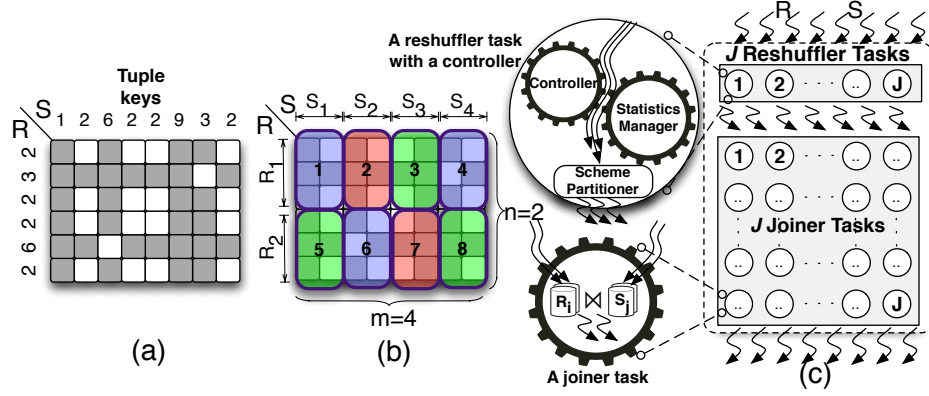 Tuple
keys
S
R
1 2 6 2 2 9 3 2
2
3
2
2
6
2
(a)
S
R
S1 S2 S3 S4
R1
R2
1 2 3 4
5 6 7 8
n=2
m=4
(b)
A reshuffler task
with a controller
Controller
Statistics
Manager
Scheme
Partitioner
Ri ⋈ Sj
A joiner task
R S
J Reshuffler Tasks
1 2 · · · .. J
1 2 · · · .. ..
.. .. · · · .. ..
J Joiner Tasks
.. .. · · · .. ..
.. .. · · · .. J
(c)